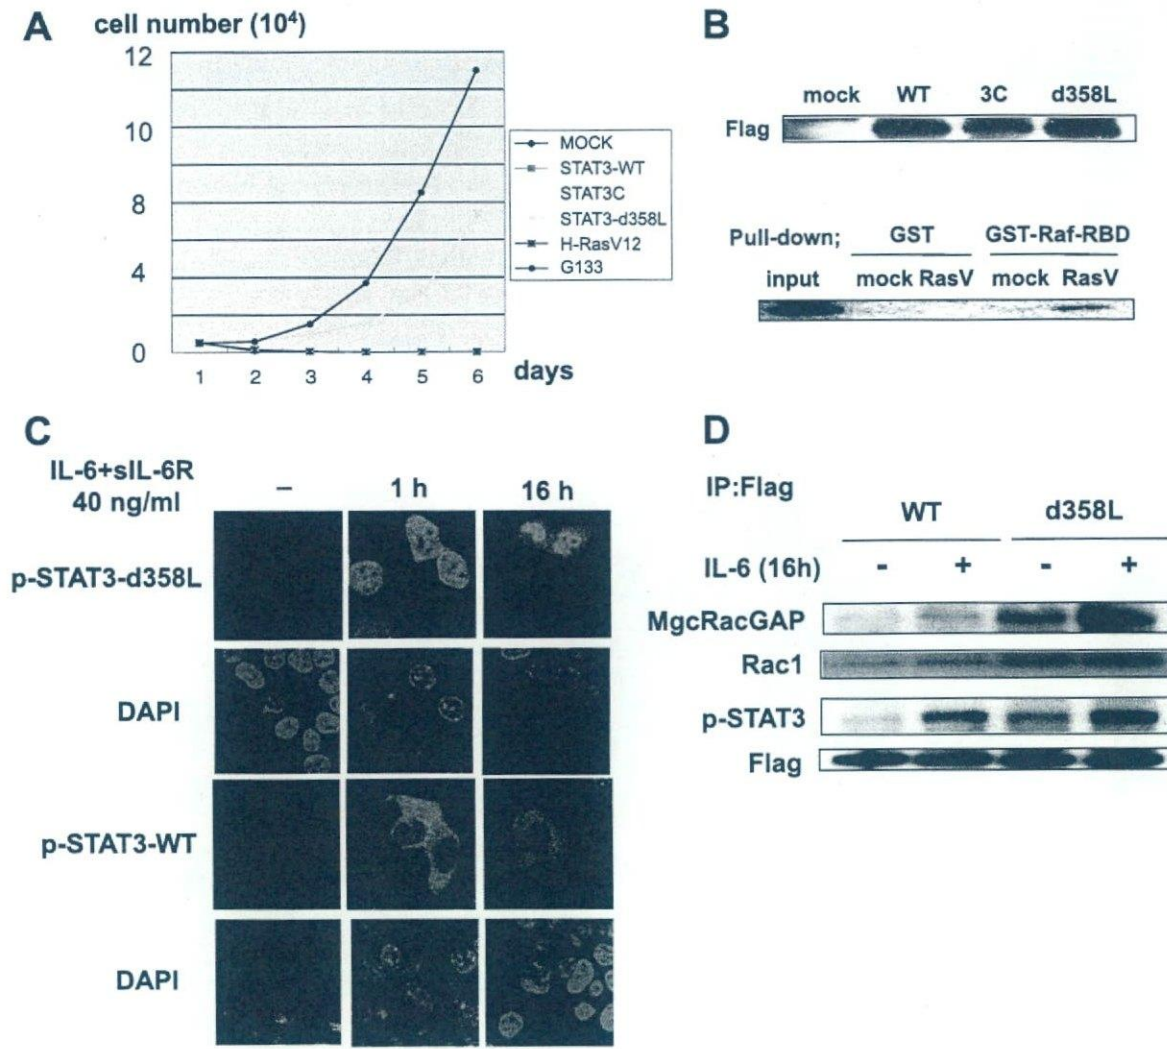 A cell number (10⁴)
12
10
8
4
0
1 2 3 4 5 6 days
MOCK
STAT3-WT
STAT3C
STAT3-d358L
H-RasV12
G133
B
mock WT 3C d358L
Flag
Pull-down; GST GST-Raf-RBD
input mock RasV mock RasV
C
IL-6+sIL-6R
40 ng/ml
– 1 h 16 h
p-STAT3-d358L
DAPI
p-STAT3-WT
DAPI
D
IP:Flag
WT d358L
IL-6 (16h) - + - +
MgcRacGAP
Rac1
p-STAT3
Flag